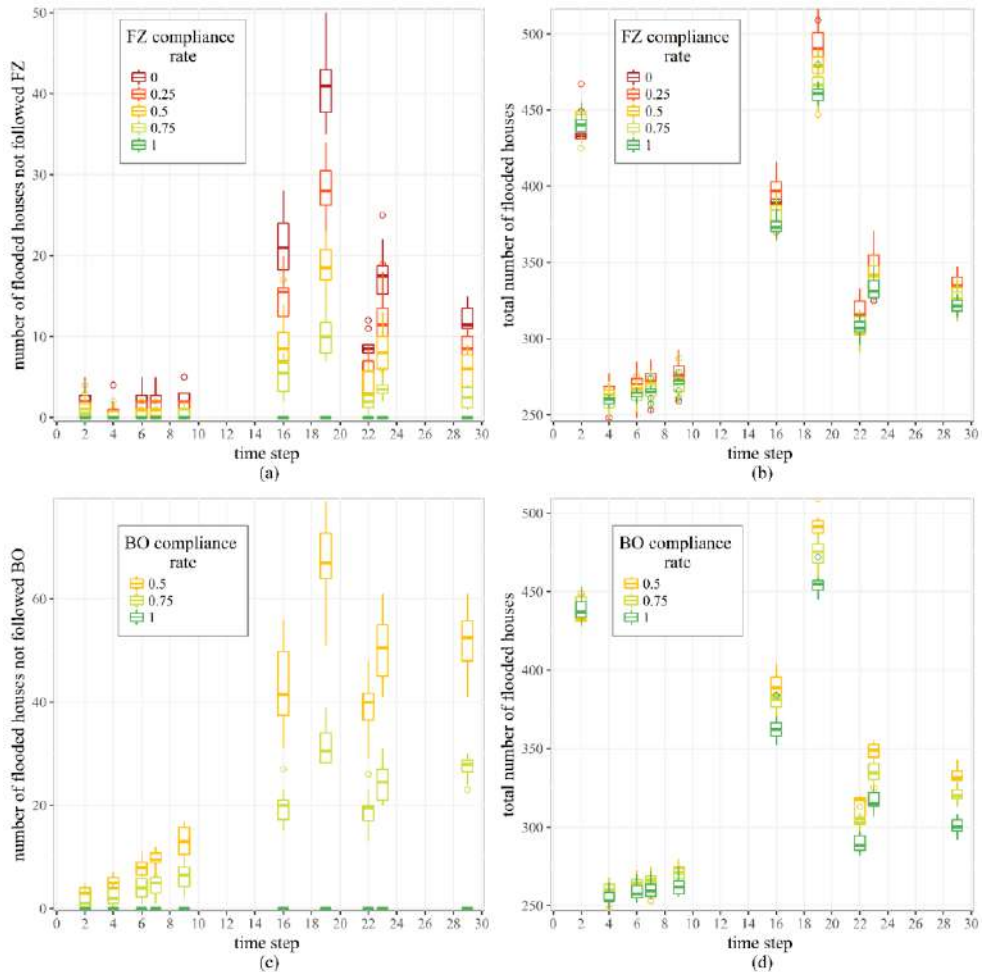 number of flooded houses not followed FZ
50
40
30
20
10
0
FZ compliance
rate
0
0.25
0.5
0.75
1
0 2 4 6 8 10 12 14 16 18 20 22 24 26 28 30
time step
(a)
total number of flooded houses
500
450
400
350
300
250
FZ compliance
rate
0
0.25
0.5
0.75
1
0 2 4 6 8 10 12 14 16 18 20 22 24 26 28 30
time step
(b)
number of flooded houses not followed BO
60
40
20
0
BO compliance
rate
0.5
0.75
1
0 2 4 6 8 10 12 14 16 18 20 22 24 26 28 30
time step
(c)
total number of flooded houses
500
450
400
350
300
250
BO compliance
rate
0.5
0.75
1
0 2 4 6 8 10 12 14 16 18 20 22 24 26 28 30
time step
(d)